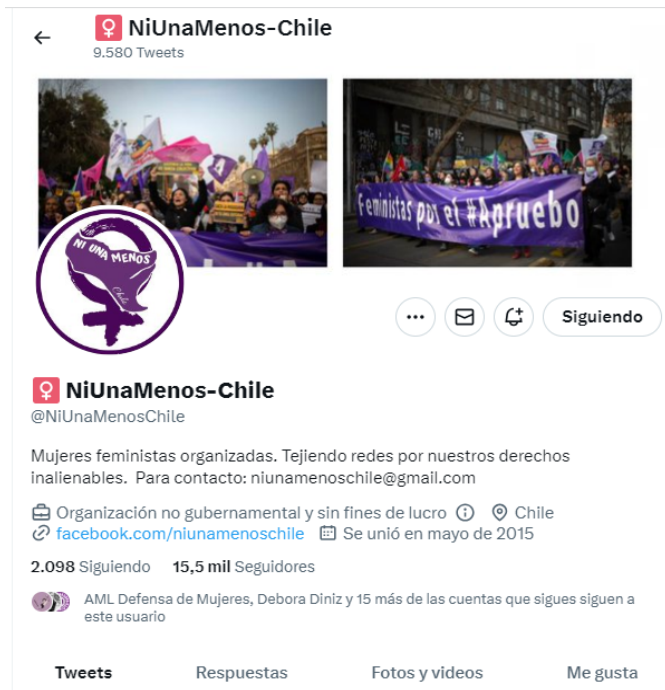 NiUnaMenos-Chile
9.580 Tweets
Feministas por el #Apruebo
NI UNA MENOS
Chile
Siguiendo
NiUnaMenos-Chile
@NiUnaMenosChile
Mujeres feministas organizadas. Tejiendo redes por nuestros derechos
inalienables. Para contacto: niunamenoschile@gmail.com
Organización no gubernamental y sin fines de lucro Chile
facebook.com/niunamenoschile Se unió en mayo de 2015
2.098 Siguiendo 15,5 mil Seguidores
AML Defensa de Mujeres, Debora Diniz y 15 más de las cuentas que sigues siguen a
este usuario
Tweets Respuestas Fotos y videos Me gusta